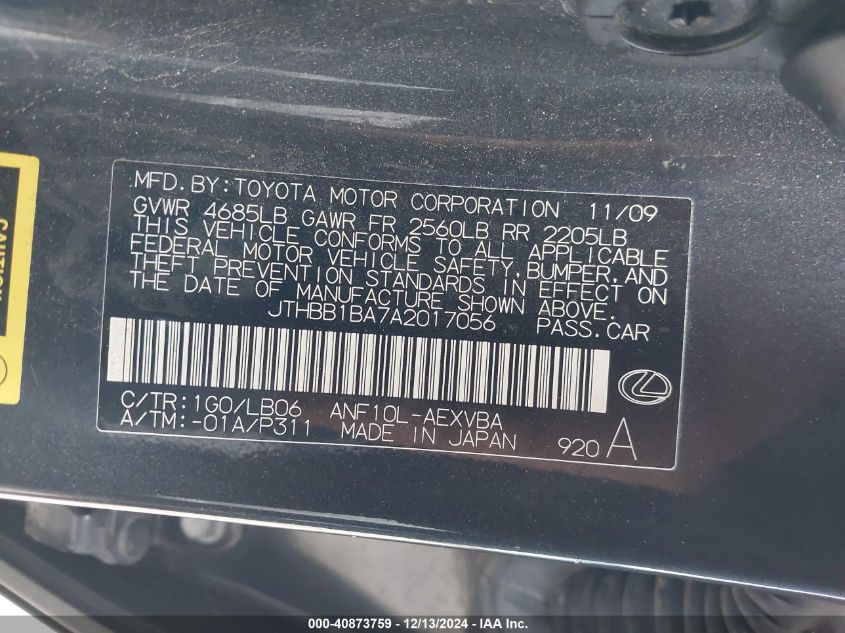 MFD.BY:TOYOTA MOTOR CORPORATION 11/09
GVWR 4685LB GAWR FR 2560LB RR 2205LB
THIS VEHICLE CONFORMS TO ALL APPLICABLE
FEDERAL MOTOR VEHICLE SAFETY,BUMPER,AND
THEFT PREVENTION STANDARDS IN EFFECT ON
THE DATE OF MANUFACTURE SHOWN ABOVE.
JTHBB1BA7A2017056 PASS.CAR
C/TR:1G0/LB06 ANF10L-AEXVBA
A/TM:-01A/P311 MADE IN JAPAN 920 A
CAUTION
000-40873759 - 12/13/2024 - IAA Inc.